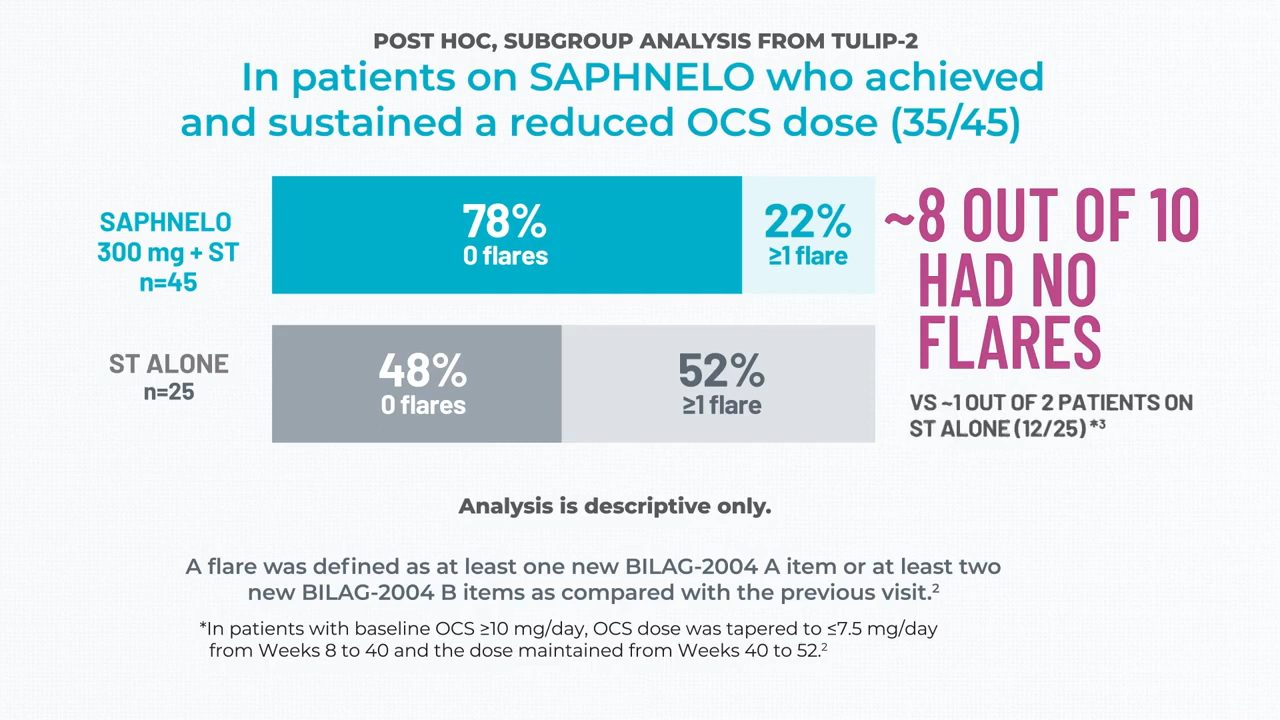 POST HOC, SUBGROUP ANALYSIS FROM TULIP-2
In patients on SAPHNELO who achieved
and sustained a reduced OCS dose (35/45)
SAPHNELO
300 mg + ST
n=45
78%
0 flares
22%
≥1 flare
~8 OUT OF 10
HAD NO
FLARES
ST ALONE
n=25
48%
0 flares
52%
≥1 flare
VS ~1 OUT OF 2 PATIENTS ON
ST ALONE (12/25)*³
Analysis is descriptive only.
A flare was defined as at least one new BILAG-2004 A item or at least two
new BILAG-2004 B items as compared with the previous visit.²
*In patients with baseline OCS ≥10 mg/day, OCS dose was tapered to ≤7.5 mg/day
from Weeks 8 to 40 and the dose maintained from Weeks 40 to 52.²